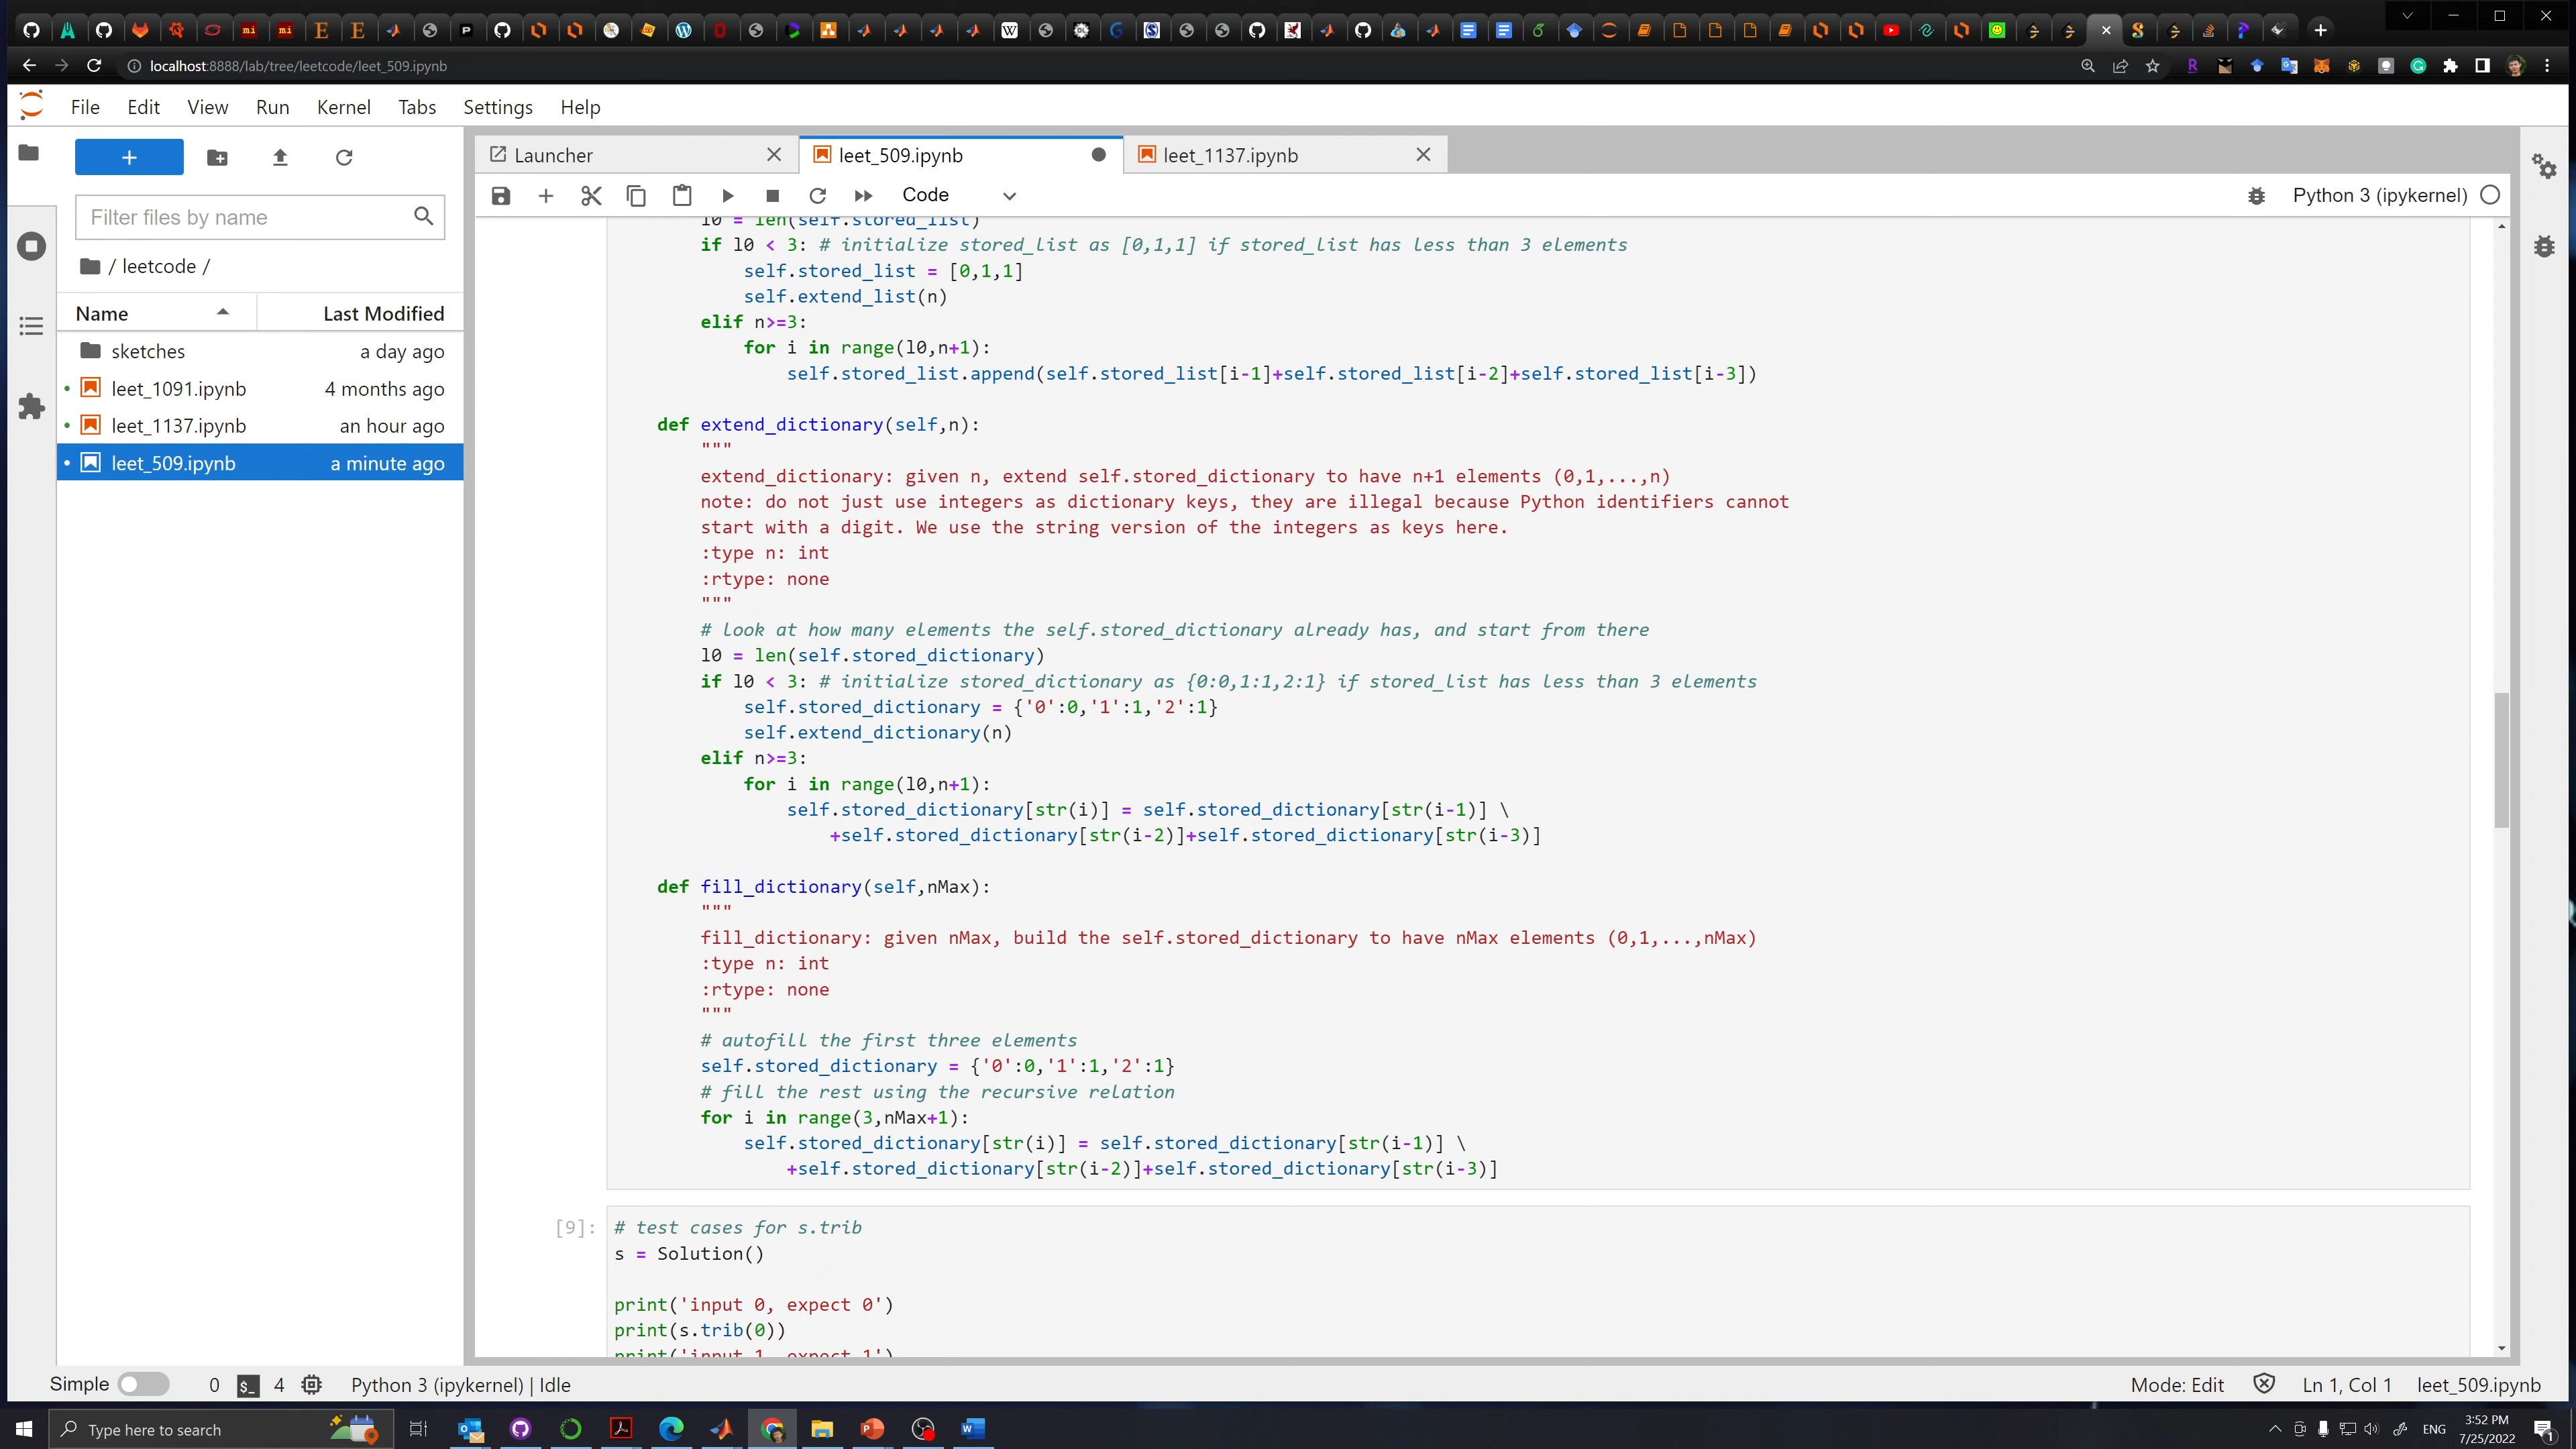 localhost:8888/lab/tree/leetcode/leet_509.ipynb
File Edit View Run Kernel Tabs Settings Help
Launcher leet_509.ipynb leet_1137.ipynb
Code Python 3 (ipykernel)
Filter files by name
/ leetcode /
Name Last Modified
sketches a day ago
leet_1091.ipynb 4 months ago
leet_1137.ipynb an hour ago
leet_509.ipynb a minute ago
l0 = len(self.stored_list)
if l0 < 3: # initialize stored_list as [0,1,1] if stored_list has less than 3 elements
self.stored_list = [0,1,1]
self.extend_list(n)
elif n>=3:
for i in range(l0,n+1):
self.stored_list.append(self.stored_list[i-1]+self.stored_list[i-2]+self.stored_list[i-3])
def extend_dictionary(self,n):
"""
extend_dictionary: given n, extend self.stored_dictionary to have n+1 elements (0,1,...,n)
note: do not just use integers as dictionary keys, they are illegal because Python identifiers cannot
start with a digit. We use the string version of the integers as keys here.
:type n: int
:rtype: none
"""
# look at how many elements the self.stored_dictionary already has, and start from there
l0 = len(self.stored_dictionary)
if l0 < 3: # initialize stored_dictionary as {0:0,1:1,2:1} if stored_list has less than 3 elements
self.stored_dictionary = {'0':0,'1':1,'2':1}
self.extend_dictionary(n)
elif n>=3:
for i in range(l0,n+1):
self.stored_dictionary[str(i)] = self.stored_dictionary[str(i-1)] \
+self.stored_dictionary[str(i-2)]+self.stored_dictionary[str(i-3)]
def fill_dictionary(self,nMax):
"""
fill_dictionary: given nMax, build the self.stored_dictionary to have nMax elements (0,1,...,nMax)
:type n: int
:rtype: none
"""
# autofill the first three elements
self.stored_dictionary = {'0':0,'1':1,'2':1}
# fill the rest using the recursive relation
for i in range(3,nMax+1):
self.stored_dictionary[str(i)] = self.stored_dictionary[str(i-1)] \
+self.stored_dictionary[str(i-2)]+self.stored_dictionary[str(i-3)]
[9]: # test cases for s.trib
s = Solution()
print('input 0, expect 0')
print(s.trib(0))
print('input 1, expect 1')
Simple 0 4 Python 3 (ipykernel) | Idle Mode: Edit Ln 1, Col 1 leet_509.ipynb
Type here to search ENG 3:52 PM
7/25/2022